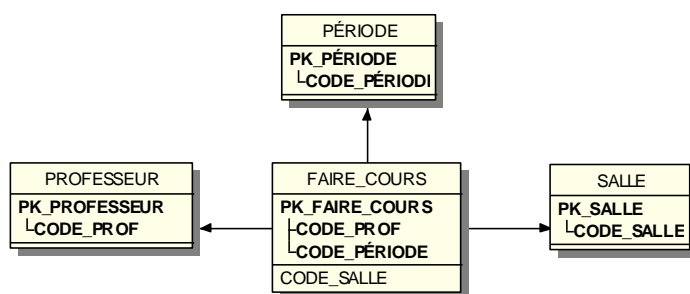 PÉRIODE
PK_PÉRIODE
CODE_PÉRIODI
PROFESSEUR
PK_PROFESSEUR
CODE_PROF
FAIRE_COURS
PK_FAIRE_COURS
CODE_PROF
CODE_PÉRIODE
CODE_SALLE
SALLE
PK_SALLE
CODE_SALLE